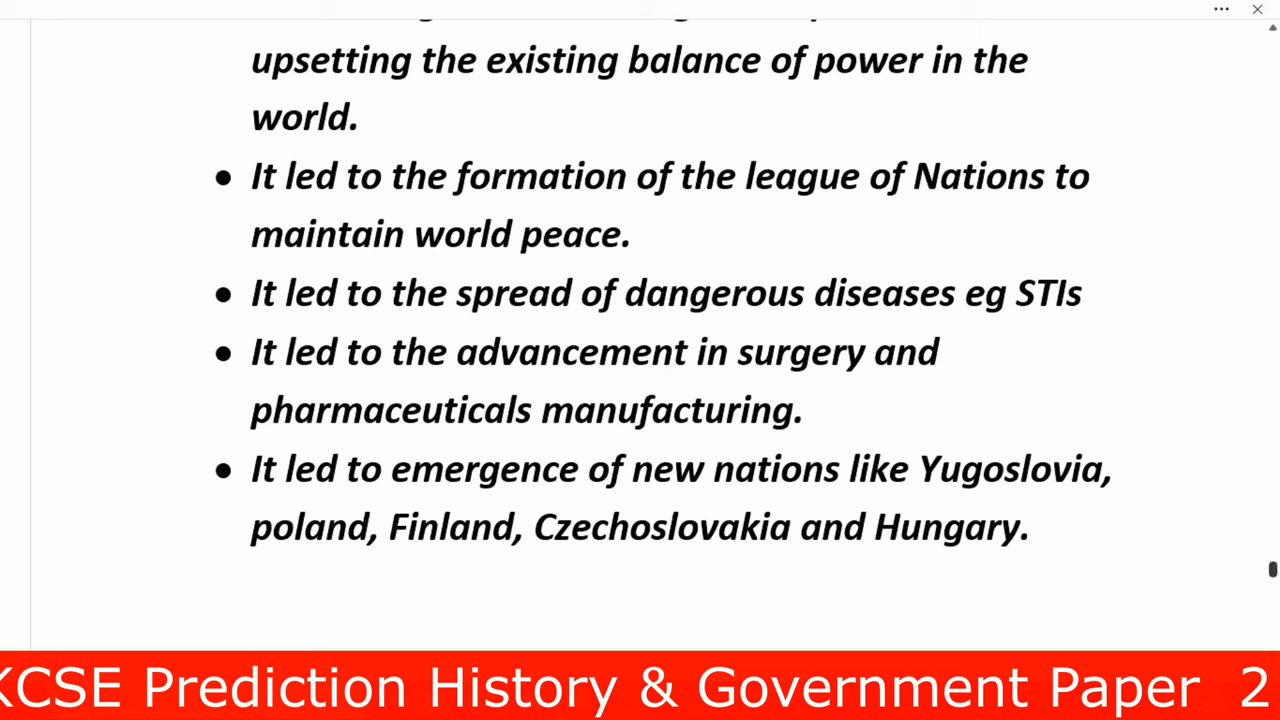 upsetting the existing balance of power in the
world.
● It led to the formation of the league of Nations to
maintain world peace.
● It led to the spread of dangerous diseases eg STIs
● It led to the advancement in surgery and
pharmaceuticals manufacturing.
● It led to emergence of new nations like Yugoslovia,
poland, Finland, Czechoslovakia and Hungary.
KCSE Prediction History & Government Paper 2